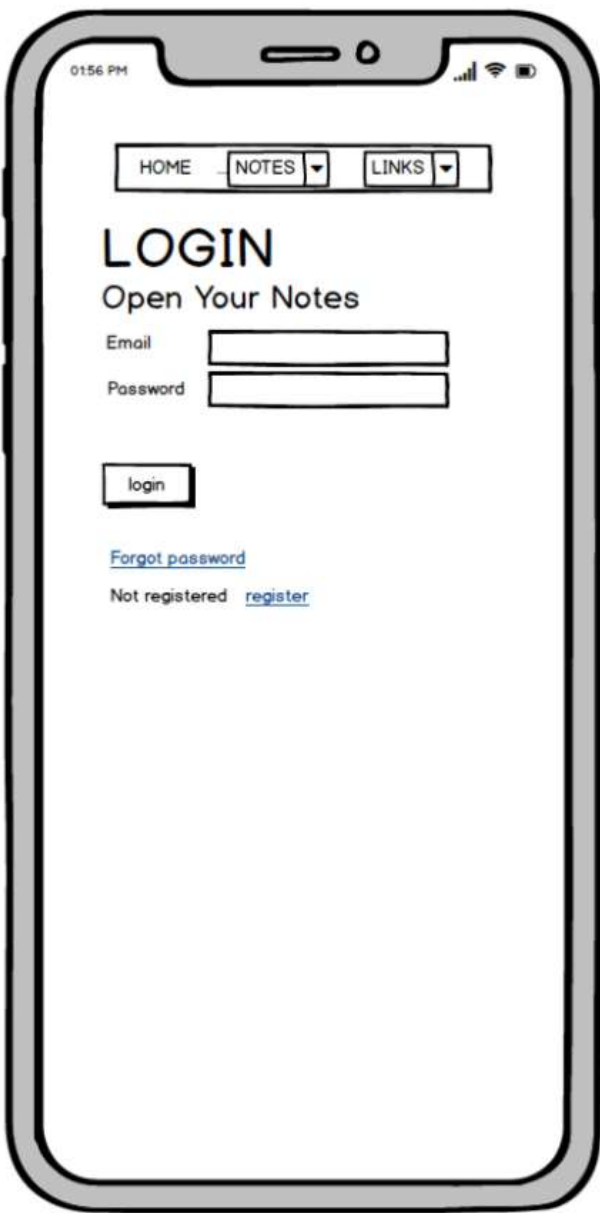 01:56 PM
HOME NOTES LINKS
LOGIN
Open Your Notes
Email
Password
login
Forgot password
Not registered register